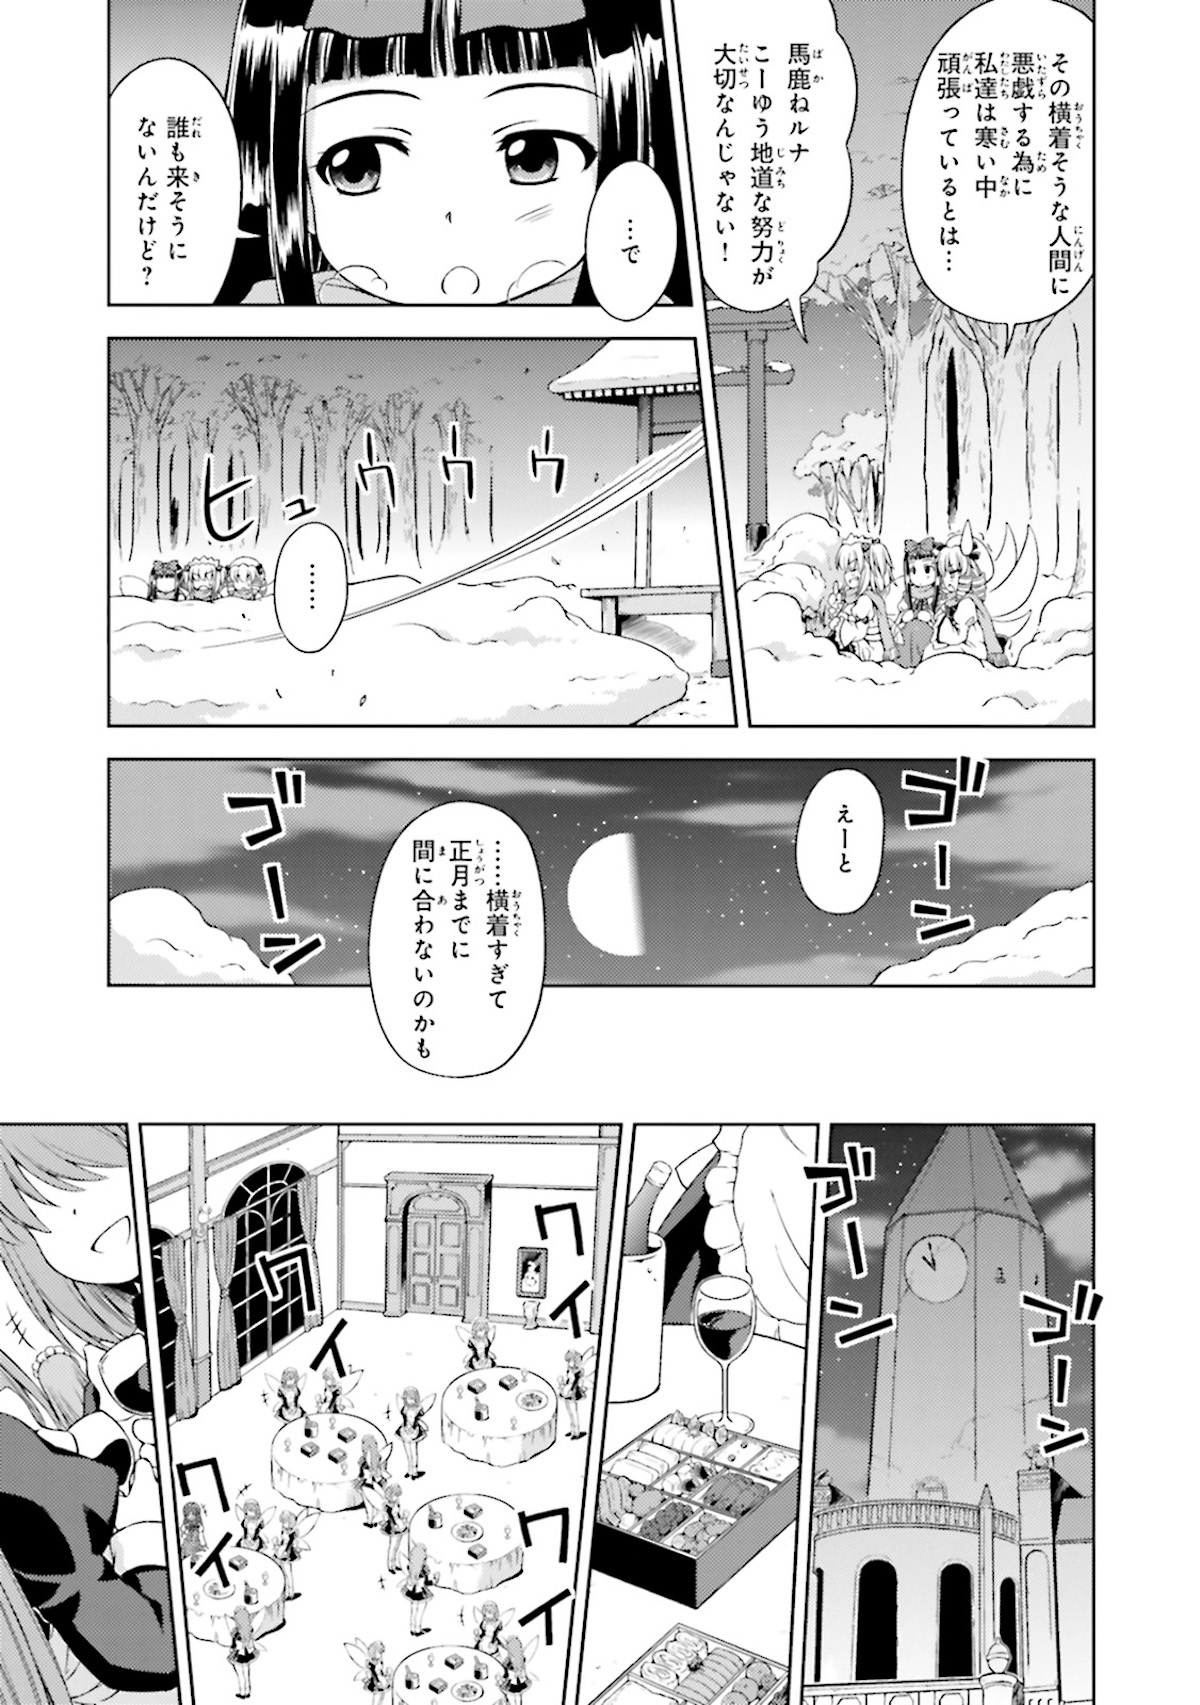 その横着そうな人間に
悪戯する為に
私達は寒い中
頑張っているとは…
馬鹿ねルナ
こーゆう地道な努力が
大切なんじゃない！
…で
誰も来そうに
ないんだけど？
ヒュウウウ
……
えーと
ゴーン
……横着すぎて
正月までに
間に合わないのかも
ゴーン
ゴーン
ゴーン
ワイ
ワイ